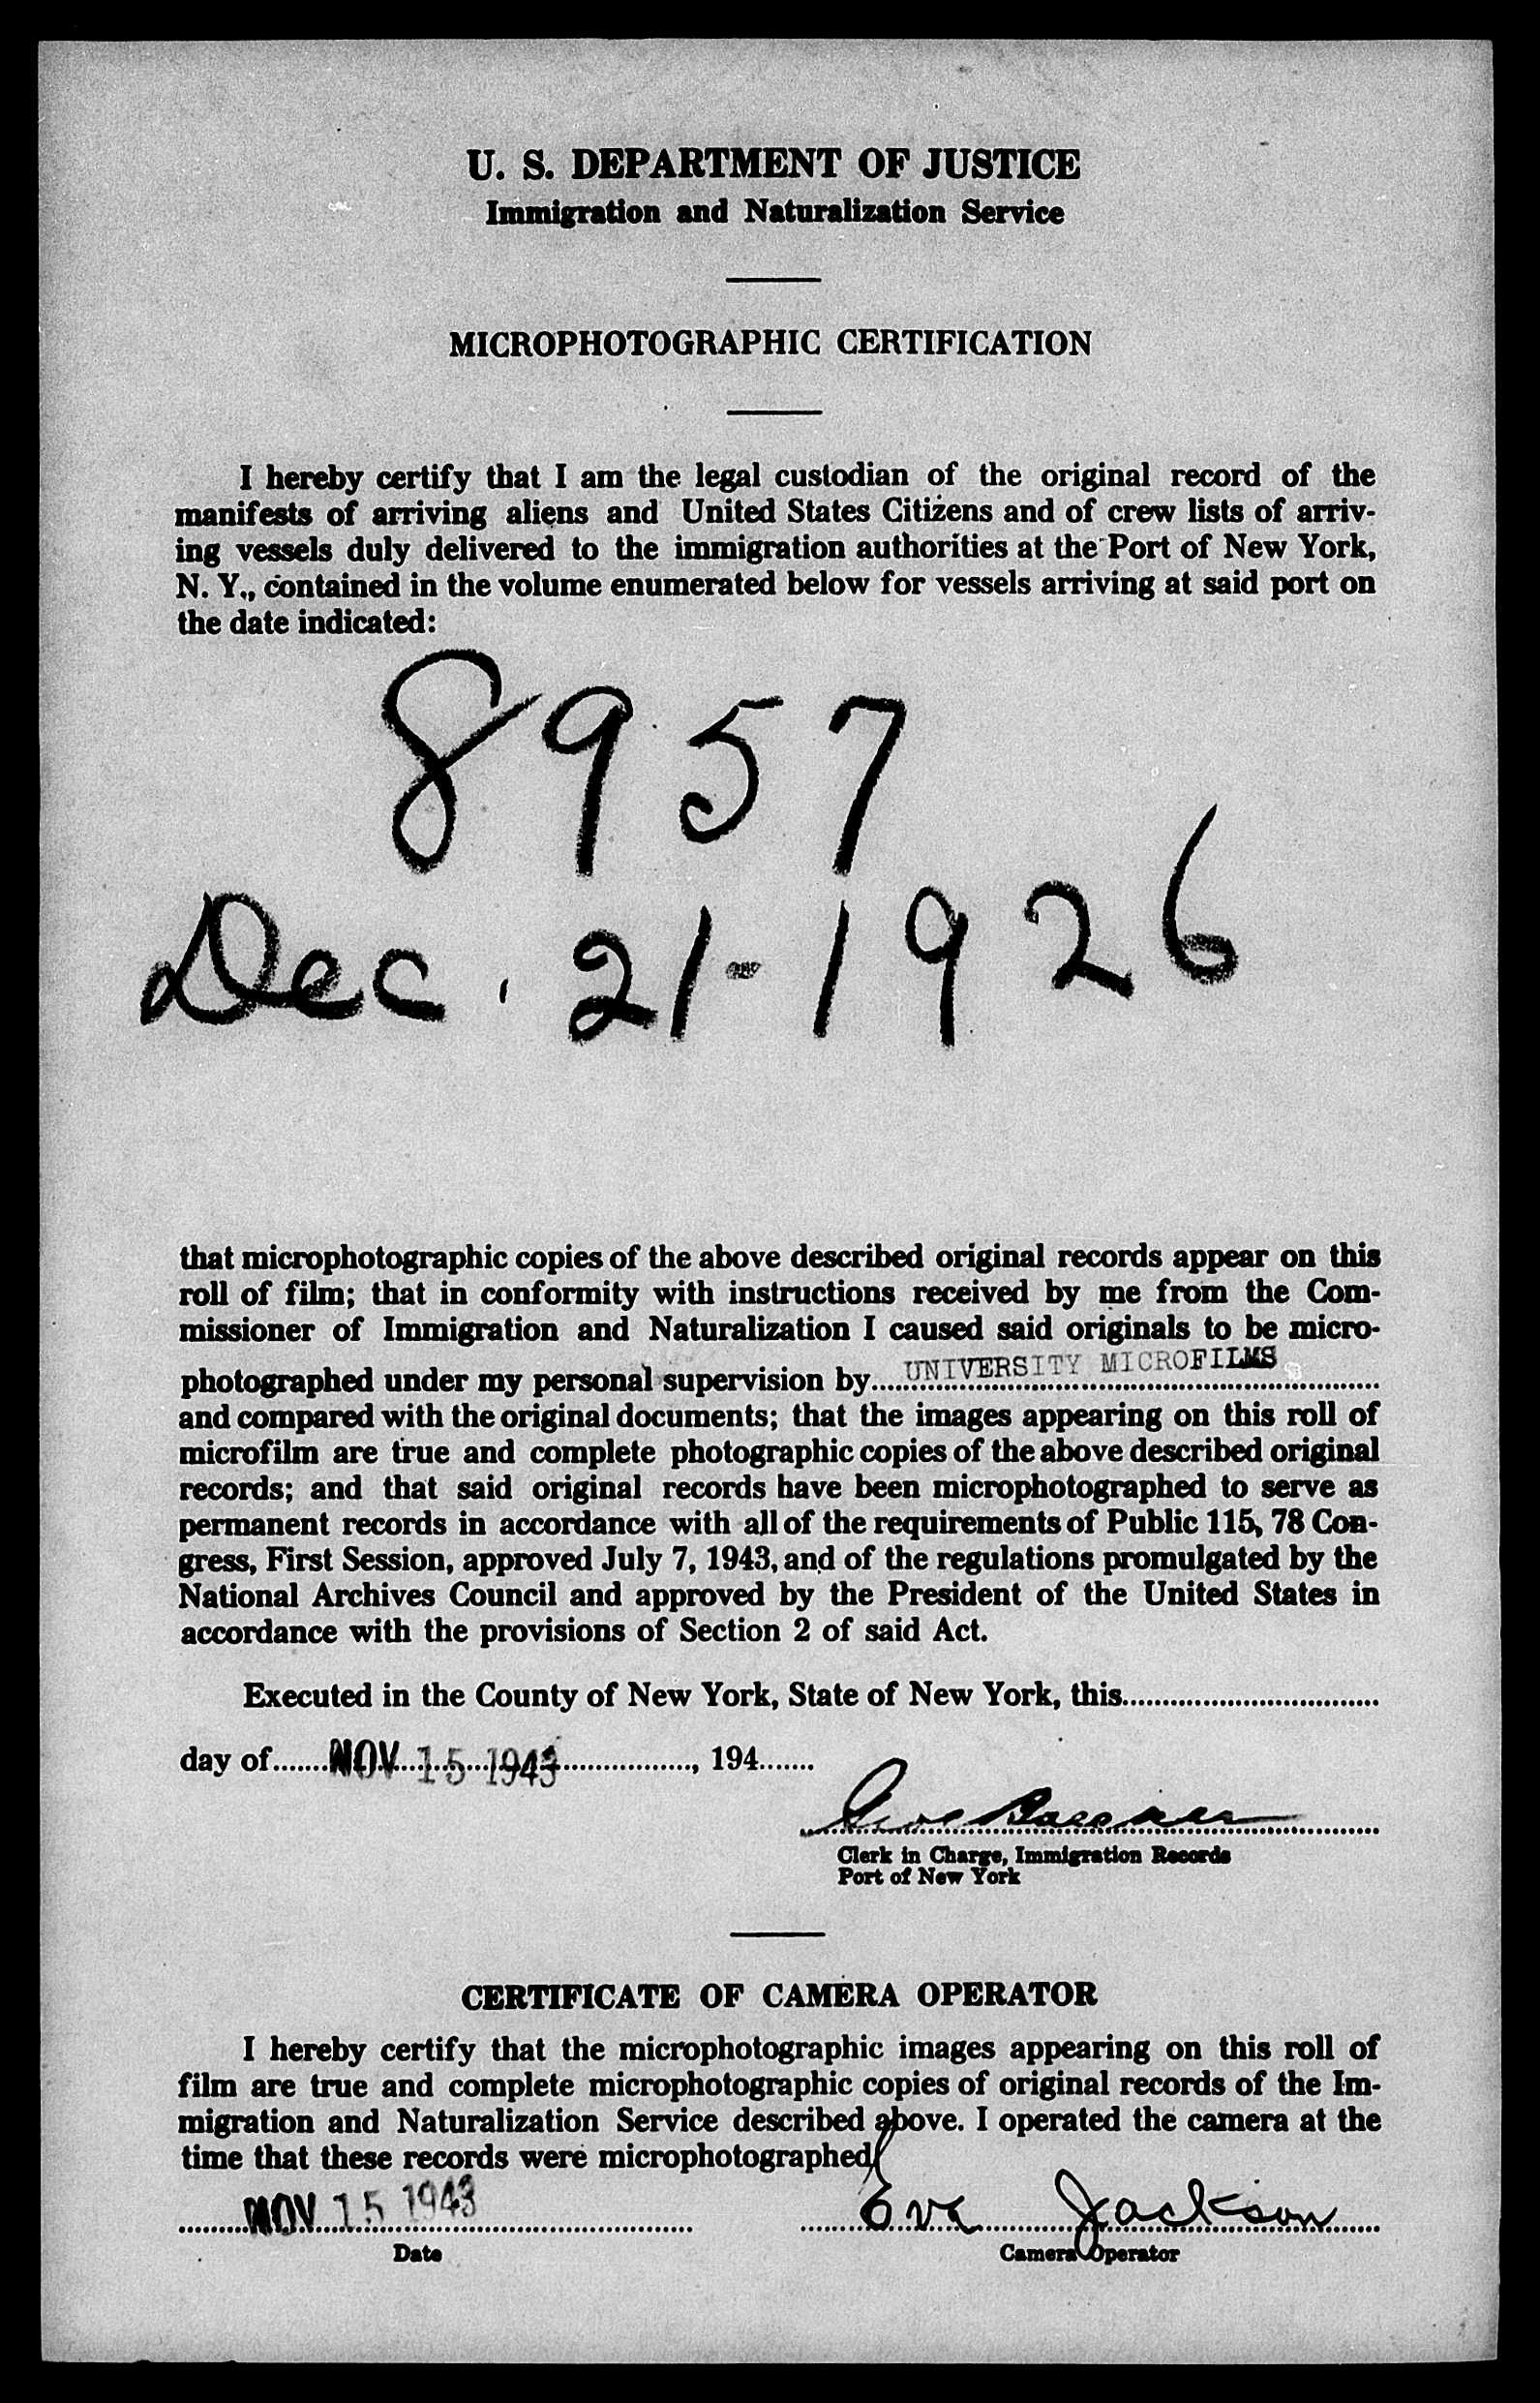 U. S. DEPARTMENT OF JUSTICE
Immigration and Naturalization Service
MICROPHOTOGRAPHIC CERTIFICATION
I hereby certify that I am the legal custodian of the original record of the
manifests of arriving aliens and United States Citizens and of crew lists of arriv-
ing vessels duly delivered to the immigration authorities at the Port of New York,
N. Y., contained in the volume enumerated below for vessels arriving at said port on
the date indicated:
8957
Dec. 21-1926
that microphotographic copies of the above described original records appear on this
roll of film; that in conformity with instructions received by me from the Com-
missioner of Immigration and Naturalization I caused said originals to be micro-
photographed under my personal supervision by UNIVERSITY MICROFILMS
and compared with the original documents; that the images appearing on this roll of
microfilm are true and complete photographic copies of the above described original
records; and that said original records have been microphotographed to serve as
permanent records in accordance with all of the requirements of Public 115, 78 Con-
gress, First Session, approved July 7, 1943, and of the regulations promulgated by the
National Archives Council and approved by the President of the United States in
accordance with the provisions of Section 2 of said Act.
Executed in the County of New York, State of New York, this
day of NOV 15 1943, 194
Clerk in Charge, Immigration Records
Port of New York
CERTIFICATE OF CAMERA OPERATOR
I hereby certify that the microphotographic images appearing on this roll of
film are true and complete microphotographic copies of original records of the Im-
migration and Naturalization Service described above. I operated the camera at the
time that these records were microphotographed.
NOV 15 1943 Eva Jackson
Date Camera Operator